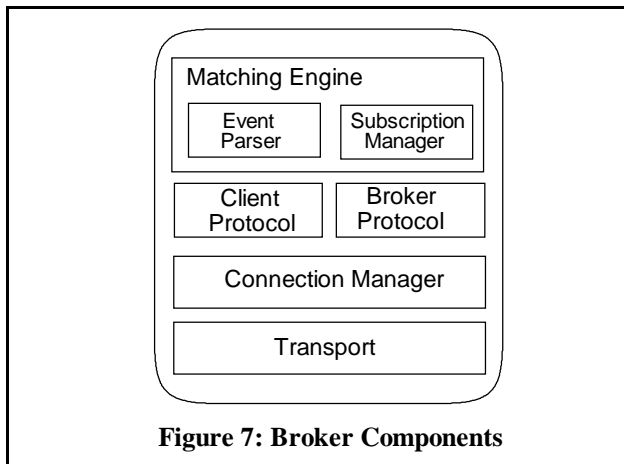 Matching Engine
Event
Parser
Subscription
Manager
Client
Protocol
Broker
Protocol
Connection Manager
Transport
Figure 7: Broker Components